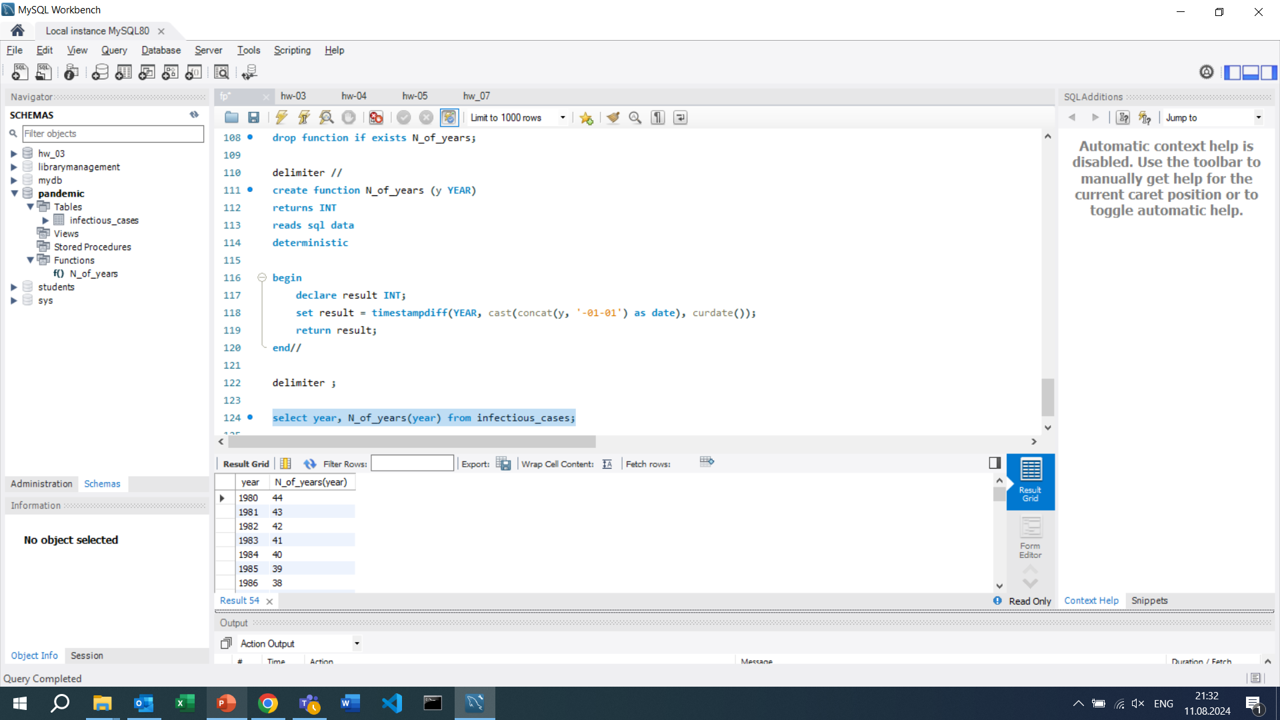 MySQL Workbench
Local instance MySQL80
File Edit View Query Database Server Tools Scripting Help
Navigator
SCHEMAS
Filter objects
hw_03
librarymanagement
mydb
pandemic
Tables
infectious_cases
Views
Stored Procedures
Functions
f() N_of_years
students
sys
Administration Schemas
Information
No object selected
Object Info Session
fp* hw-03 hw-04 hw-05 hw_07
Limit to 1000 rows
108 drop function if exists N_of_years;
109
110 delimiter //
111 create function N_of_years (y YEAR)
112 returns INT
113 reads sql data
114 deterministic
115
116 begin
117 declare result INT;
118 set result = timestampdiff(YEAR, cast(concat(y, '-01-01') as date), curdate());
119 return result;
120 end//
121
122 delimiter ;
123
124 select year, N_of_years(year) from infectious_cases;
125
Result Grid Filter Rows: Export: Wrap Cell Content: Fetch rows:
year N_of_years(year)
1980 44
1981 43
1982 42
1983 41
1984 40
1985 39
1986 38
Result Grid
Form Editor
Result 54
Read Only
Output
Action Output
# Time Action Message Duration / Fetch
SQLAdditions
Jump to
Automatic context help is
disabled. Use the toolbar to
manually get help for the
current caret position or to
toggle automatic help.
Context Help Snippets
Query Completed
ENG
21:32
11.08.2024
1